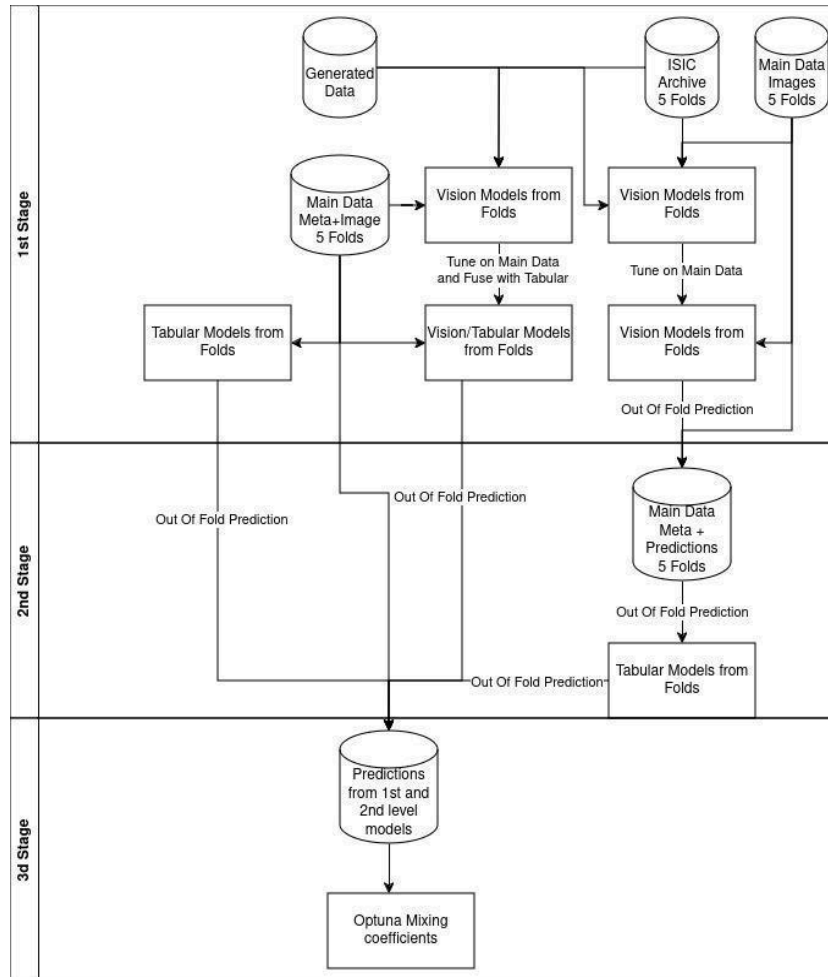 1st Stage
Generated
Data
ISIC
Archive
5 Folds
Main Data
Images
5 Folds
Main Data
Meta+Image
5 Folds
Vision Models from
Folds
Vision Models from
Folds
Tune on Main Data
and Fuse with Tabular
Tune on Main Data
Tabular Models from
Folds
Vision/Tabular Models
from Folds
Vision Models from
Folds
Out Of Fold Prediction
2nd Stage
Out Of Fold Prediction
Out Of Fold Prediction
Main Data
Meta +
Predictions
5 Folds
Out Of Fold Prediction
Out Of Fold Prediction
Tabular Models from
Folds
3d Stage
Predictions
from 1st and
2nd level
models
Optuna Mixing
coefficients